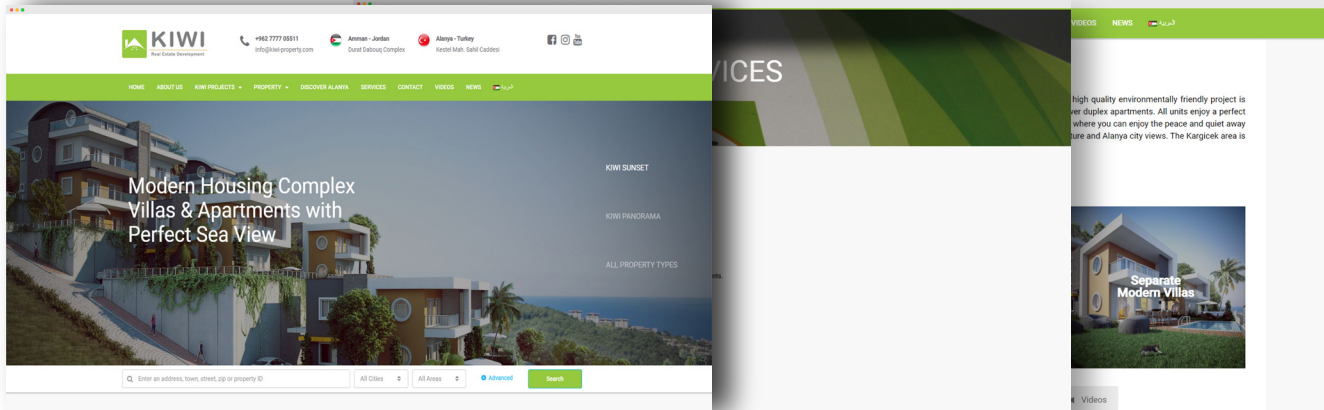 KIWI
Real Estate Development
+962 7777 05511
info@kiwi-property.com
Amman - Jordan
Durat Dabouq Complex
Alanya - Turkey
Kestel Mah. Sahil Caddesi
You
HOME ABOUT US KIWI PROJECTS PROPERTY DISCOVER ALANYA SERVICES CONTACT VIDEOS NEWS العربية
Modern Housing Complex
Villas & Apartments with
Perfect Sea View
KIWI SUNSET
KIWI PANORAMA
ALL PROPERTY TYPES
Enter an address, town, street, zip or property ID
All Cities
All Areas
Advanced
Search
VICES
nts.
VIDEOS NEWS العربية
high quality environmentally friendly project is
ver duplex apartments. All units enjoy a perfect
where you can enjoy the peace and quiet away
ture and Alanya city views. The Kargicek area is
Separate
Modern Villas
Videos